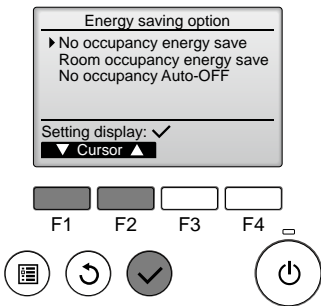 Energy saving option
No occupancy energy save
Room occupancy energy save
No occupancy Auto-OFF
Setting display: ✓
▼ Cursor ▲
F1 F2 F3 F4